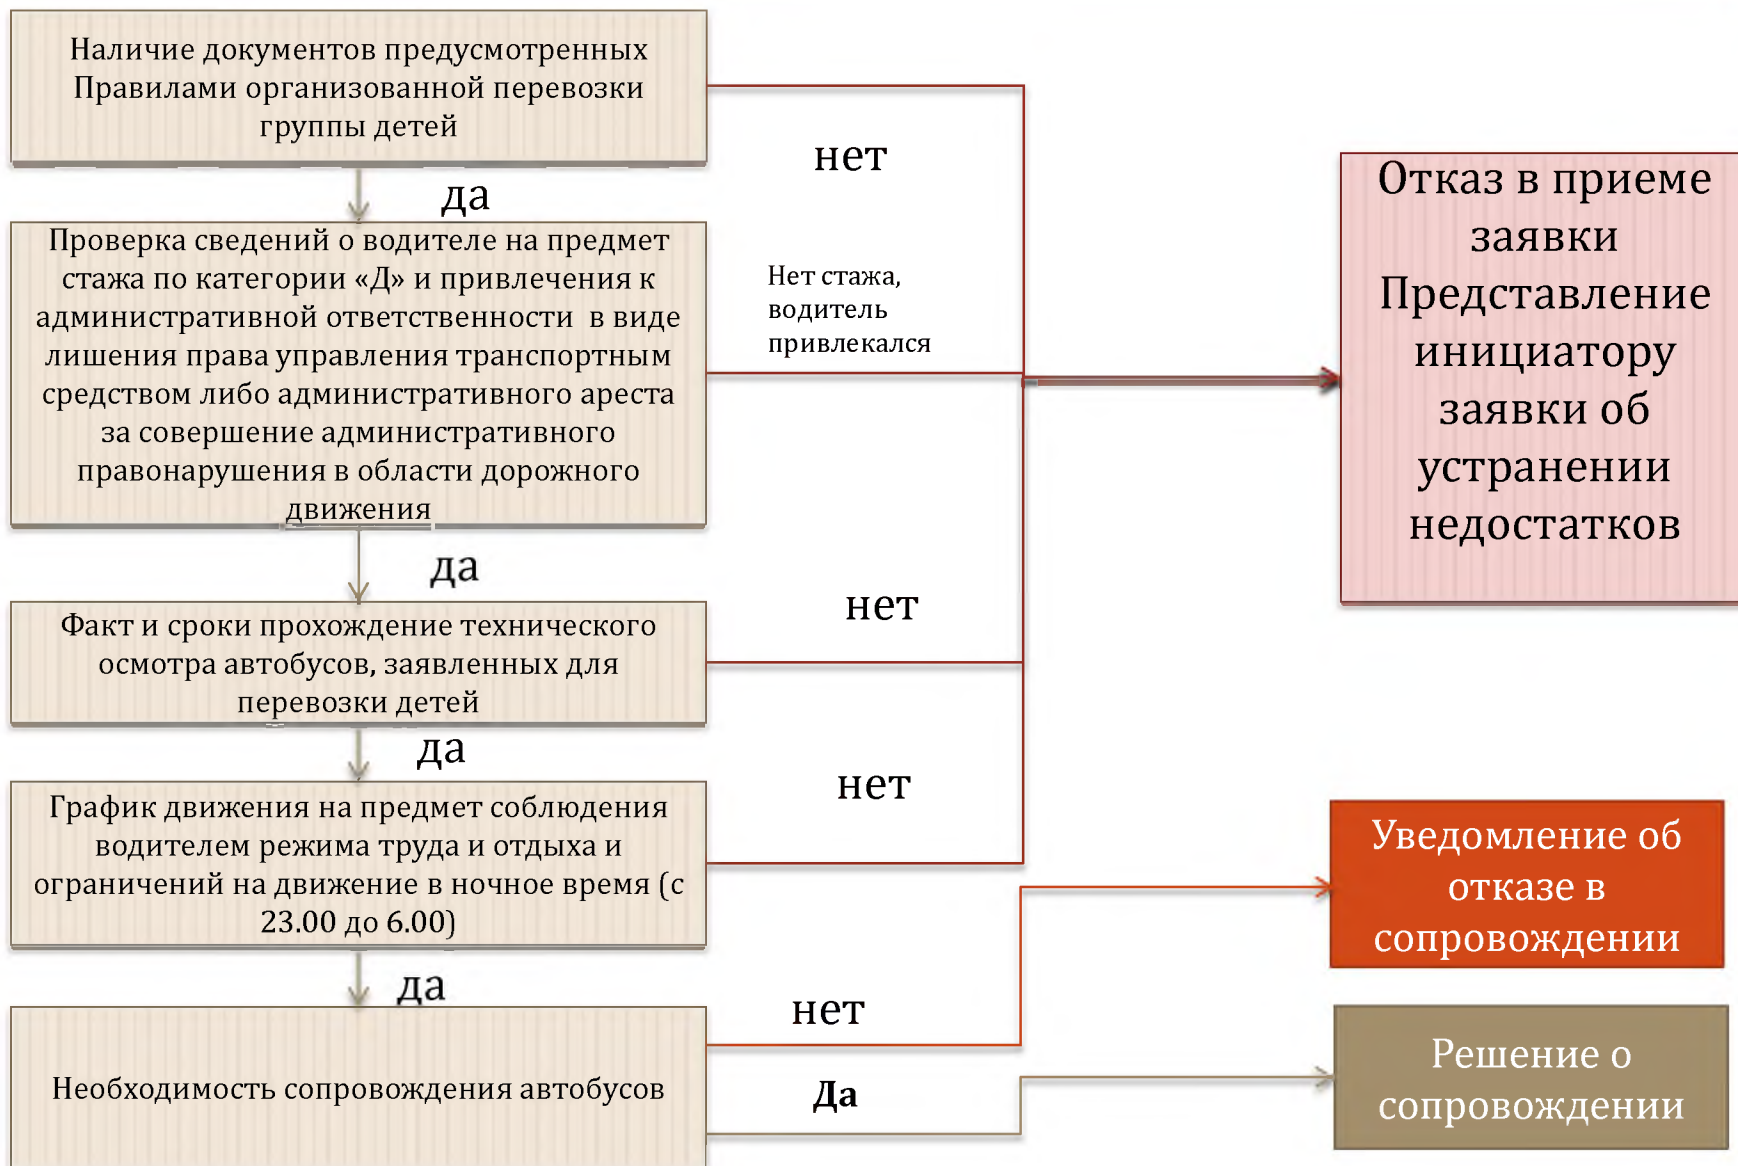 Наличие документов предусмотренных
Правилами организованной перевозки
группы детей
нет
да
Проверка сведений о водителе на предмет
стажа по категории «Д» и привлечения к
административной ответственности в виде
лишения права управления транспортным
средством либо административного ареста
за совершение административного
правонарушения в области дорожного
движения
Нет стажа,
водитель
привлекался
Отказ в приеме
заявки
Представление
инициатору
заявки об
устранении
недостатков
да
Факт и сроки прохождение технического
осмотра автобусов, заявленных для
перевозки детей
нет
да
График движения на предмет соблюдения
водителем режима труда и отдыха и
ограничений на движение в ночное время (с
23.00 до 6.00)
нет
да
Необходимость сопровождения автобусов
нет
Уведомление об
отказе в
сопровождении
Да
Решение о
сопровождении